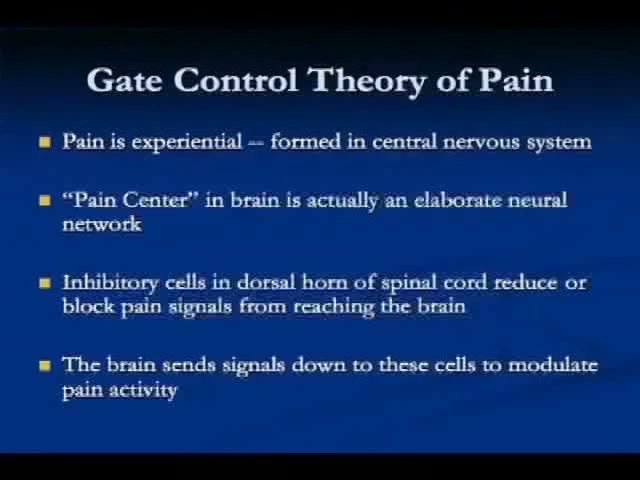 Gate Control Theory of Pain
Pain is experiential -- formed in central nervous system
“Pain Center” in brain is actually an elaborate neural
network
Inhibitory cells in dorsal horn of spinal cord reduce or
block pain signals from reaching the brain
The brain sends signals down to these cells to modulate
pain activity